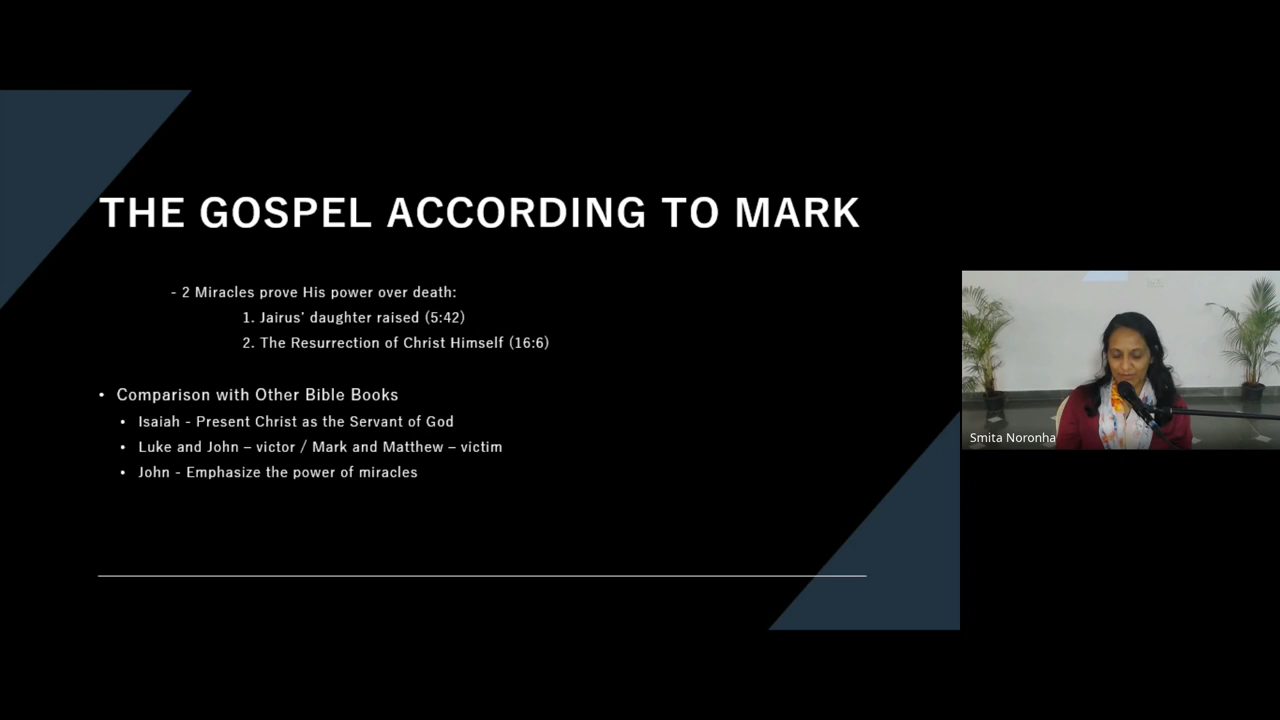 THE GOSPEL ACCORDING TO MARK
- 2 Miracles prove His power over death:
1. Jairus' daughter raised (5:42)
2. The Resurrection of Christ Himself (16:6)
• Comparison with Other Bible Books
• Isaiah - Present Christ as the Servant of God
• Luke and John – victor / Mark and Matthew – victim
• John - Emphasize the power of miracles
Smita Noronha